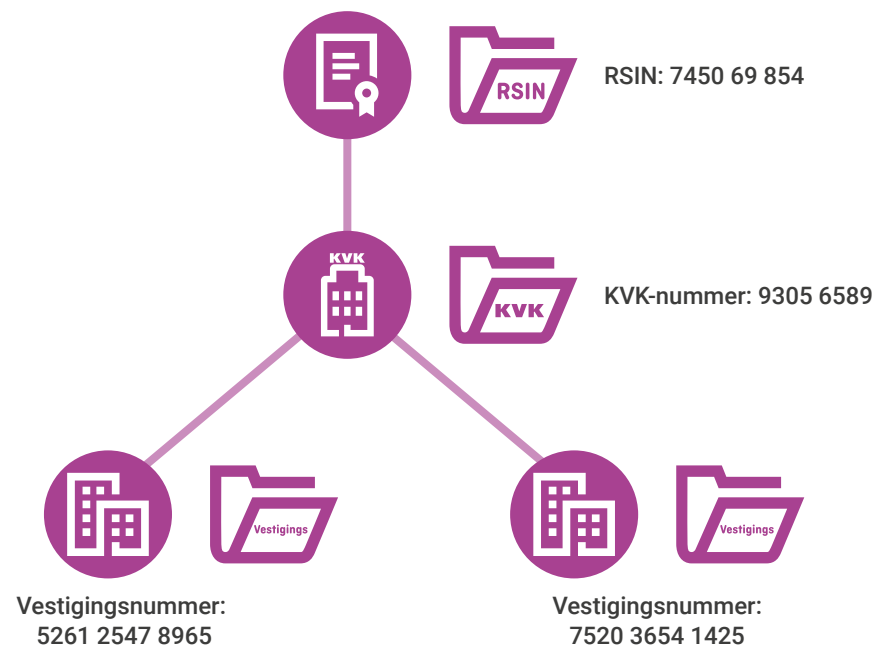 RSIN
RSIN: 7450 69 854
KVK
KVK
KVK-nummer: 9305 6589
Vestigings
Vestigings
Vestigingsnummer:
5261 2547 8965
Vestigingsnummer:
7520 3654 1425